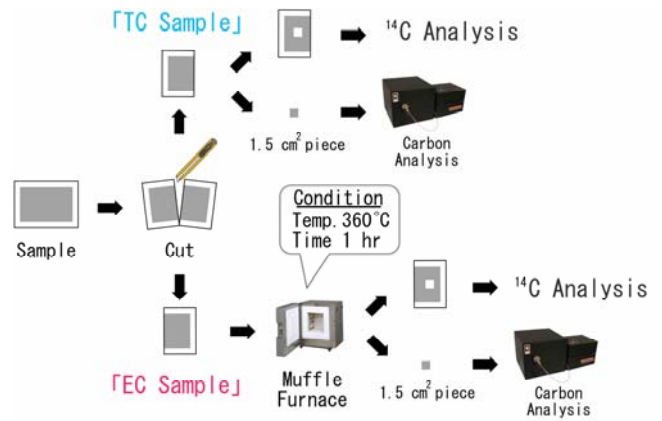 「TC Sample」
¹⁴C Analysis
1.5 cm² piece
Carbon
Analysis
Sample
Cut
Condition
Temp. 360°C
Time 1 hr
¹⁴C Analysis
「EC Sample」
Muffle
Furnace
1.5 cm² piece
Carbon
Analysis